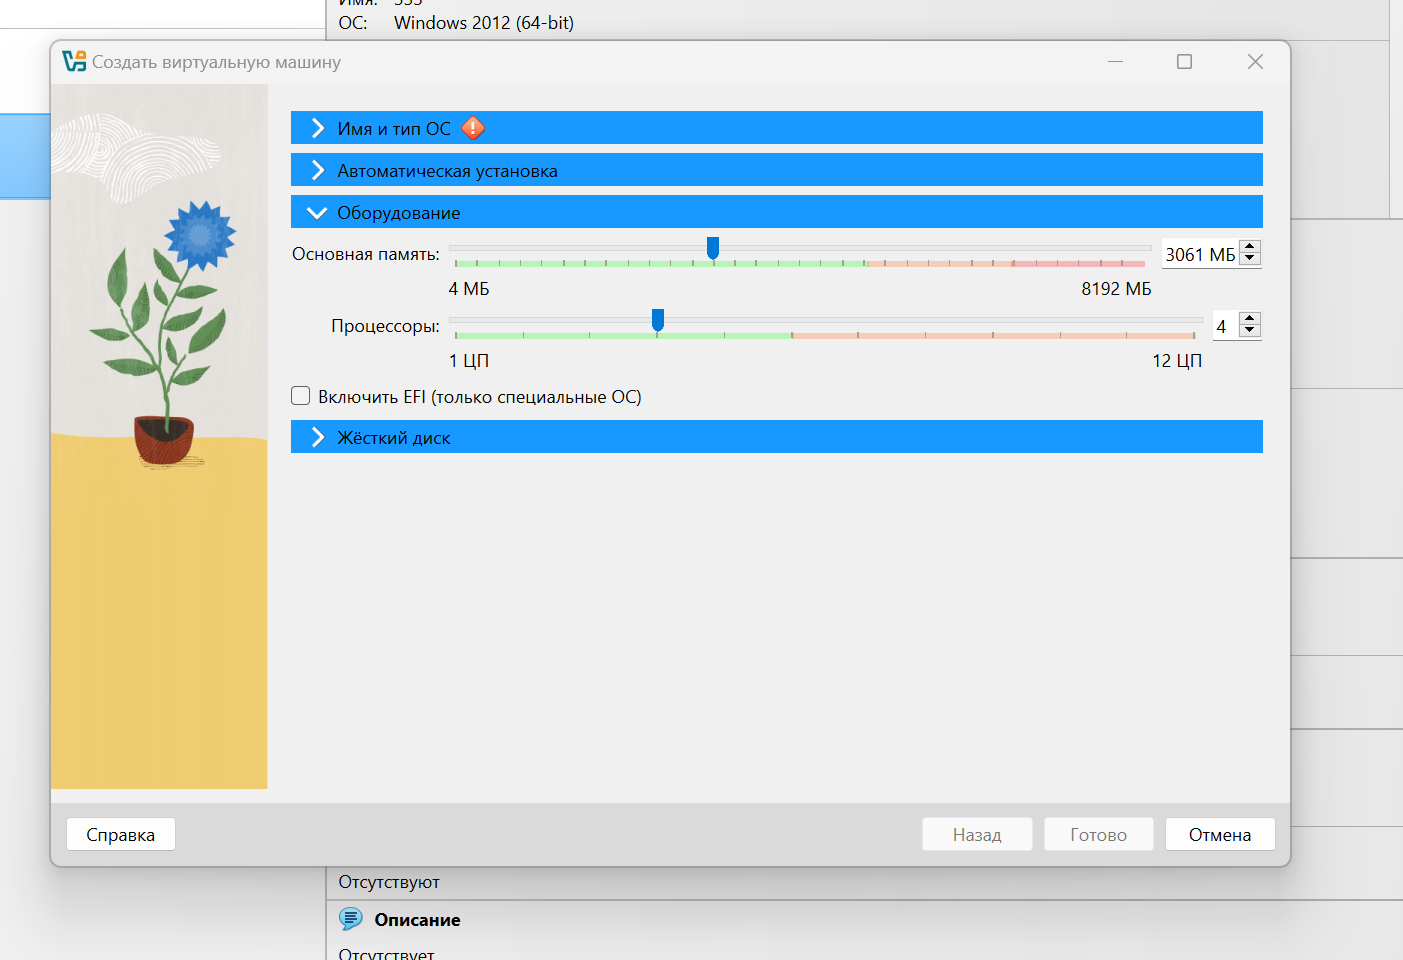 Имя: 555
ОС: Windows 2012 (64-bit)
Создать виртуальную машину
Имя и тип ОС
Автоматическая установка
Оборудование
Основная память: 3061 МБ
4 МБ 8192 МБ
Процессоры: 4
1 ЦП 12 ЦП
Включить EFI (только специальные ОС)
Жёсткий диск
Справка Назад Готово Отмена
Отсутствуют
Описание
Отсутствует